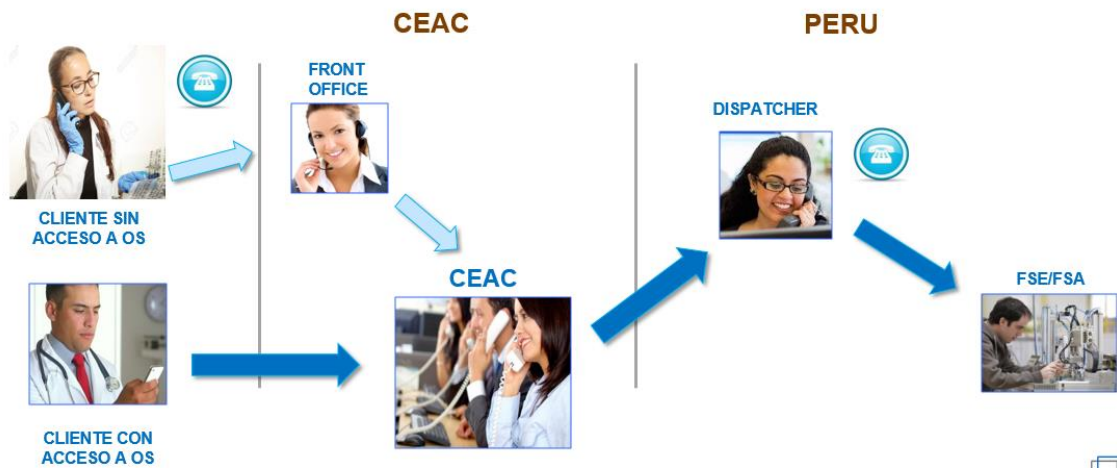 CEAC
PERU
FRONT
OFFICE
DISPATCHER
CLIENTE SIN
ACCESO A OS
CEAC
FSE/FSA
CLIENTE CON
ACCESO A OS